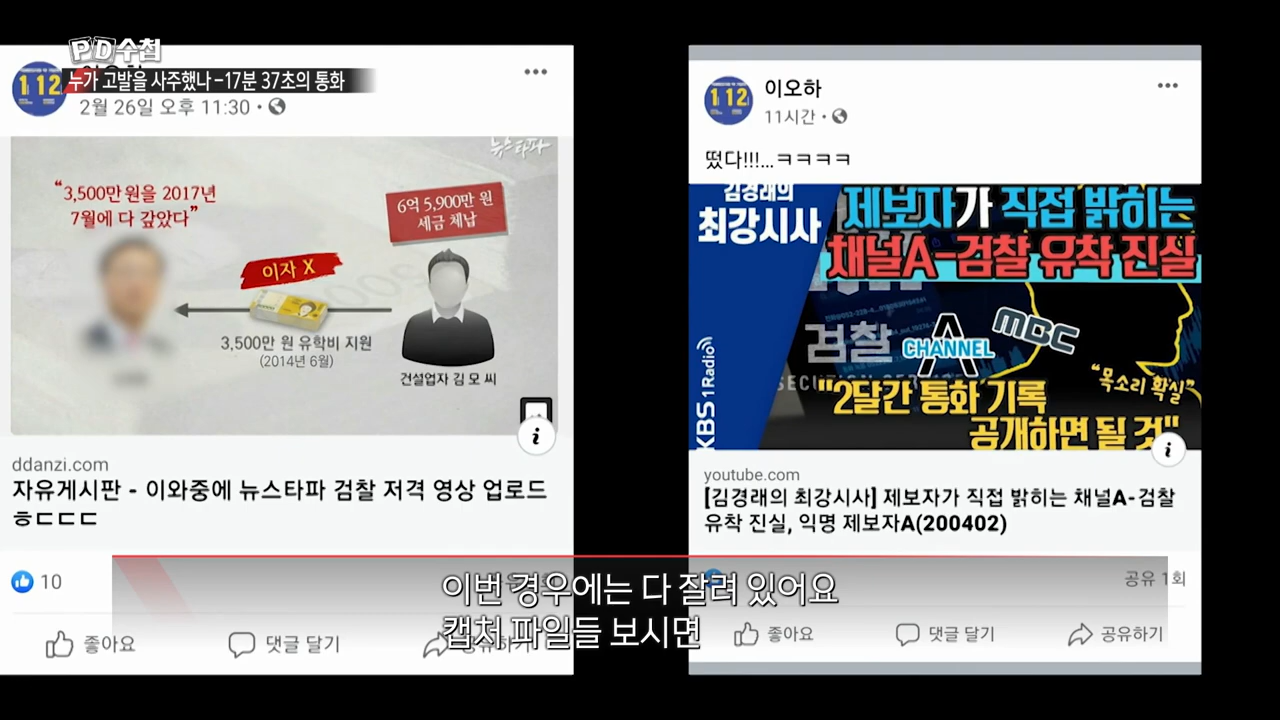 PD수첩
누가 고발을 사주했나-17분 37초의 통화
112
2월 26일 오후 11:30
뉴스타파
"3,500만 원을 2017년
7월에 다 갚았다"
6억 5,900만 원
세금 체납
이자 X
3,500만 원 유학비 지원
(2014년 6월)
건설업자 김 모 씨
i
ddanzi.com
자유게시판 - 이와중에 뉴스타파 검찰 저격 영상 업로드
ㅎㄷㄷㄷ
10
좋아요
댓글 달기
공유하기
112
이오하
11시간
떴다!!!...ㅋㅋㅋㅋ
김경래의
최강시사
제보자가 직접 밝히는
채널A-검찰 유착 진실
검찰
A
CHANNEL
MBC
"목소리 확실"
"2달간 통화 기록
공개하면 될 것"
KBS 1 Radio
i
youtube.com
[김경래의 최강시사] 제보자가 직접 밝히는 채널A-검찰
유착 진실, 익명 제보자A(200402)
공유 1회
좋아요
댓글 달기
공유하기
이번 경우에는 다 잘려 있어요
캡처 파일들 보시면